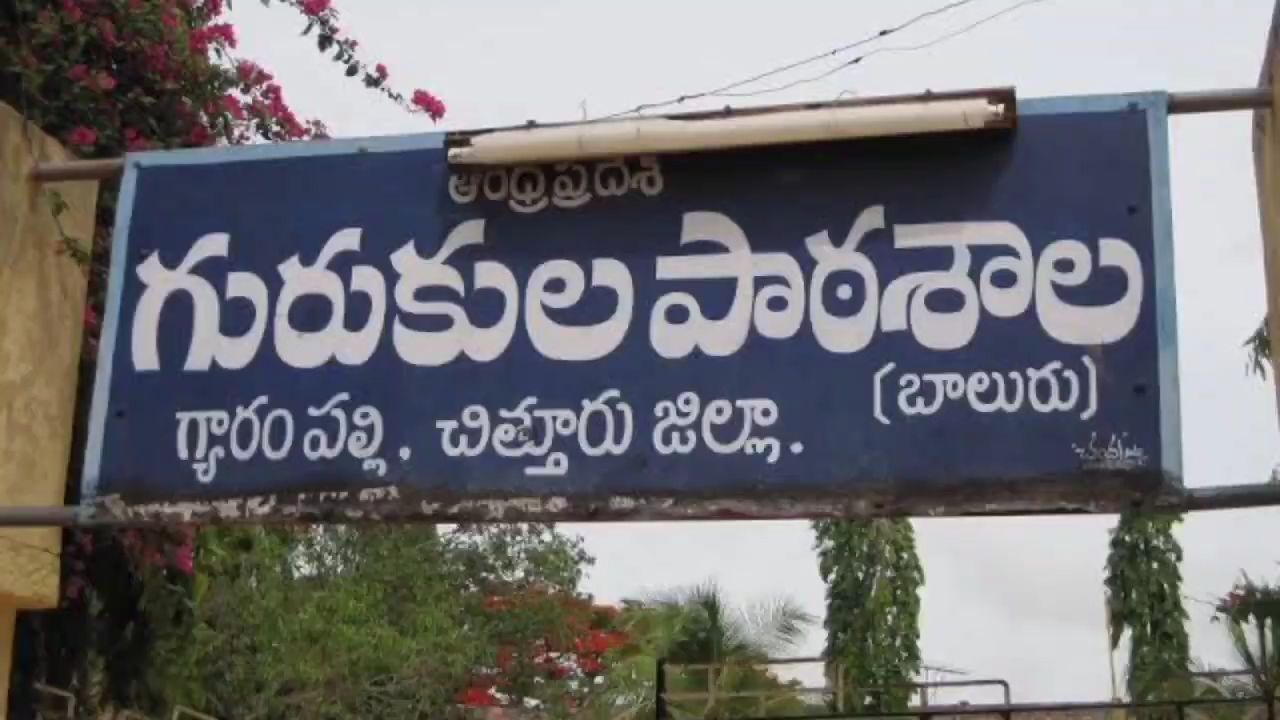 ఆంధ్రప్రదేశ్
గురుకుల పాఠశాల
(బాలురు)
గ్యారంపల్లి, చిత్తూరు జిల్లా.